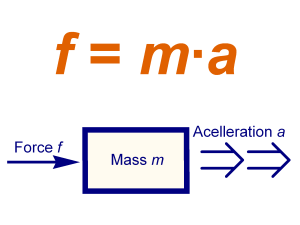 f = m·a
Acelleration a
Force f
Mass m